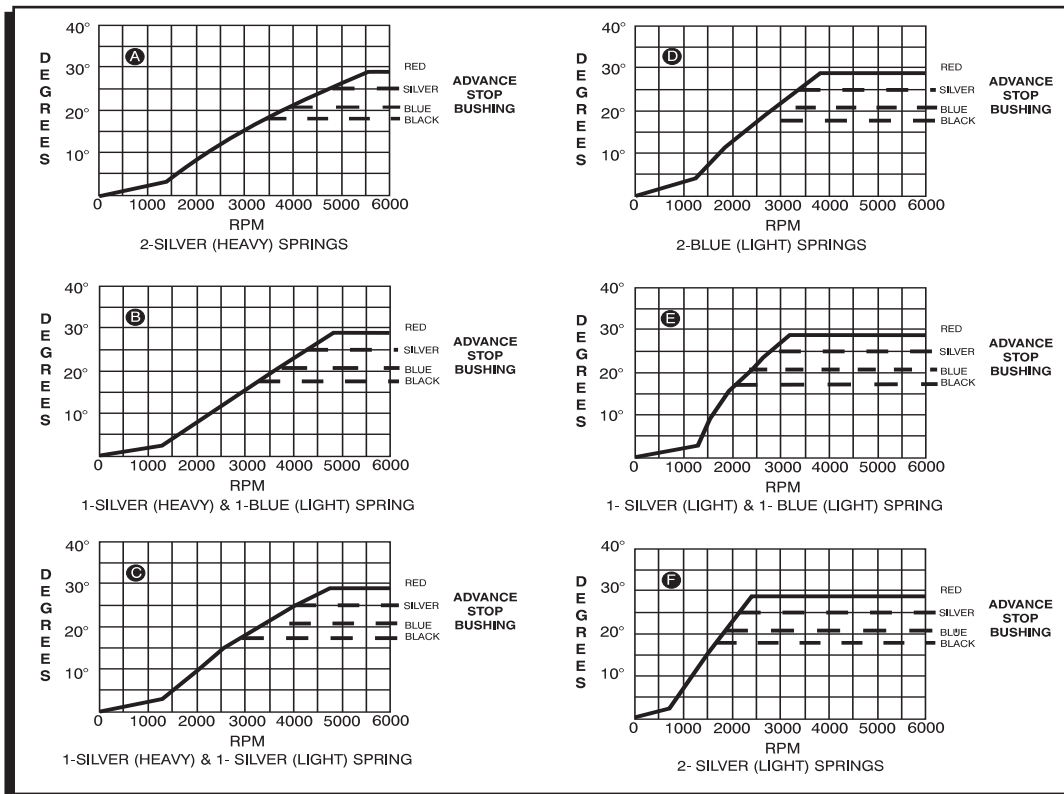 A
40°
30°
20°
10°
DEGREES
0 1000 2000 3000 4000 5000 6000
RPM
2-SILVER (HEAVY) SPRINGS
RED
SILVER
BLUE
BLACK
ADVANCE
STOP
BUSHING
D
40°
30°
20°
10°
DEGREES
0 1000 2000 3000 4000 5000 6000
RPM
2-BLUE (LIGHT) SPRINGS
RED
SILVER
BLUE
BLACK
ADVANCE
STOP
BUSHING
B
40°
30°
20°
10°
DEGREES
0 1000 2000 3000 4000 5000 6000
RPM
1-SILVER (HEAVY) & 1-BLUE (LIGHT) SPRING
RED
SILVER
BLUE
BLACK
ADVANCE
STOP
BUSHING
E
40°
30°
20°
10°
DEGREES
0 1000 2000 3000 4000 5000 6000
RPM
1- SILVER (LIGHT) & 1- BLUE (LIGHT) SPRING
RED
SILVER
BLUE
BLACK
ADVANCE
STOP
BUSHING
C
40°
30°
20°
10°
DEGREES
0 1000 2000 3000 4000 5000 6000
RPM
1-SILVER (HEAVY) & 1- SILVER (LIGHT) SPRING
RED
SILVER
BLUE
BLACK
ADVANCE
STOP
BUSHING
F
40°
30°
20°
10°
DEGREES
0 1000 2000 3000 4000 5000 6000
RPM
2- SILVER (LIGHT) SPRINGS
RED
SILVER
BLUE
BLACK
ADVANCE
STOP
BUSHING